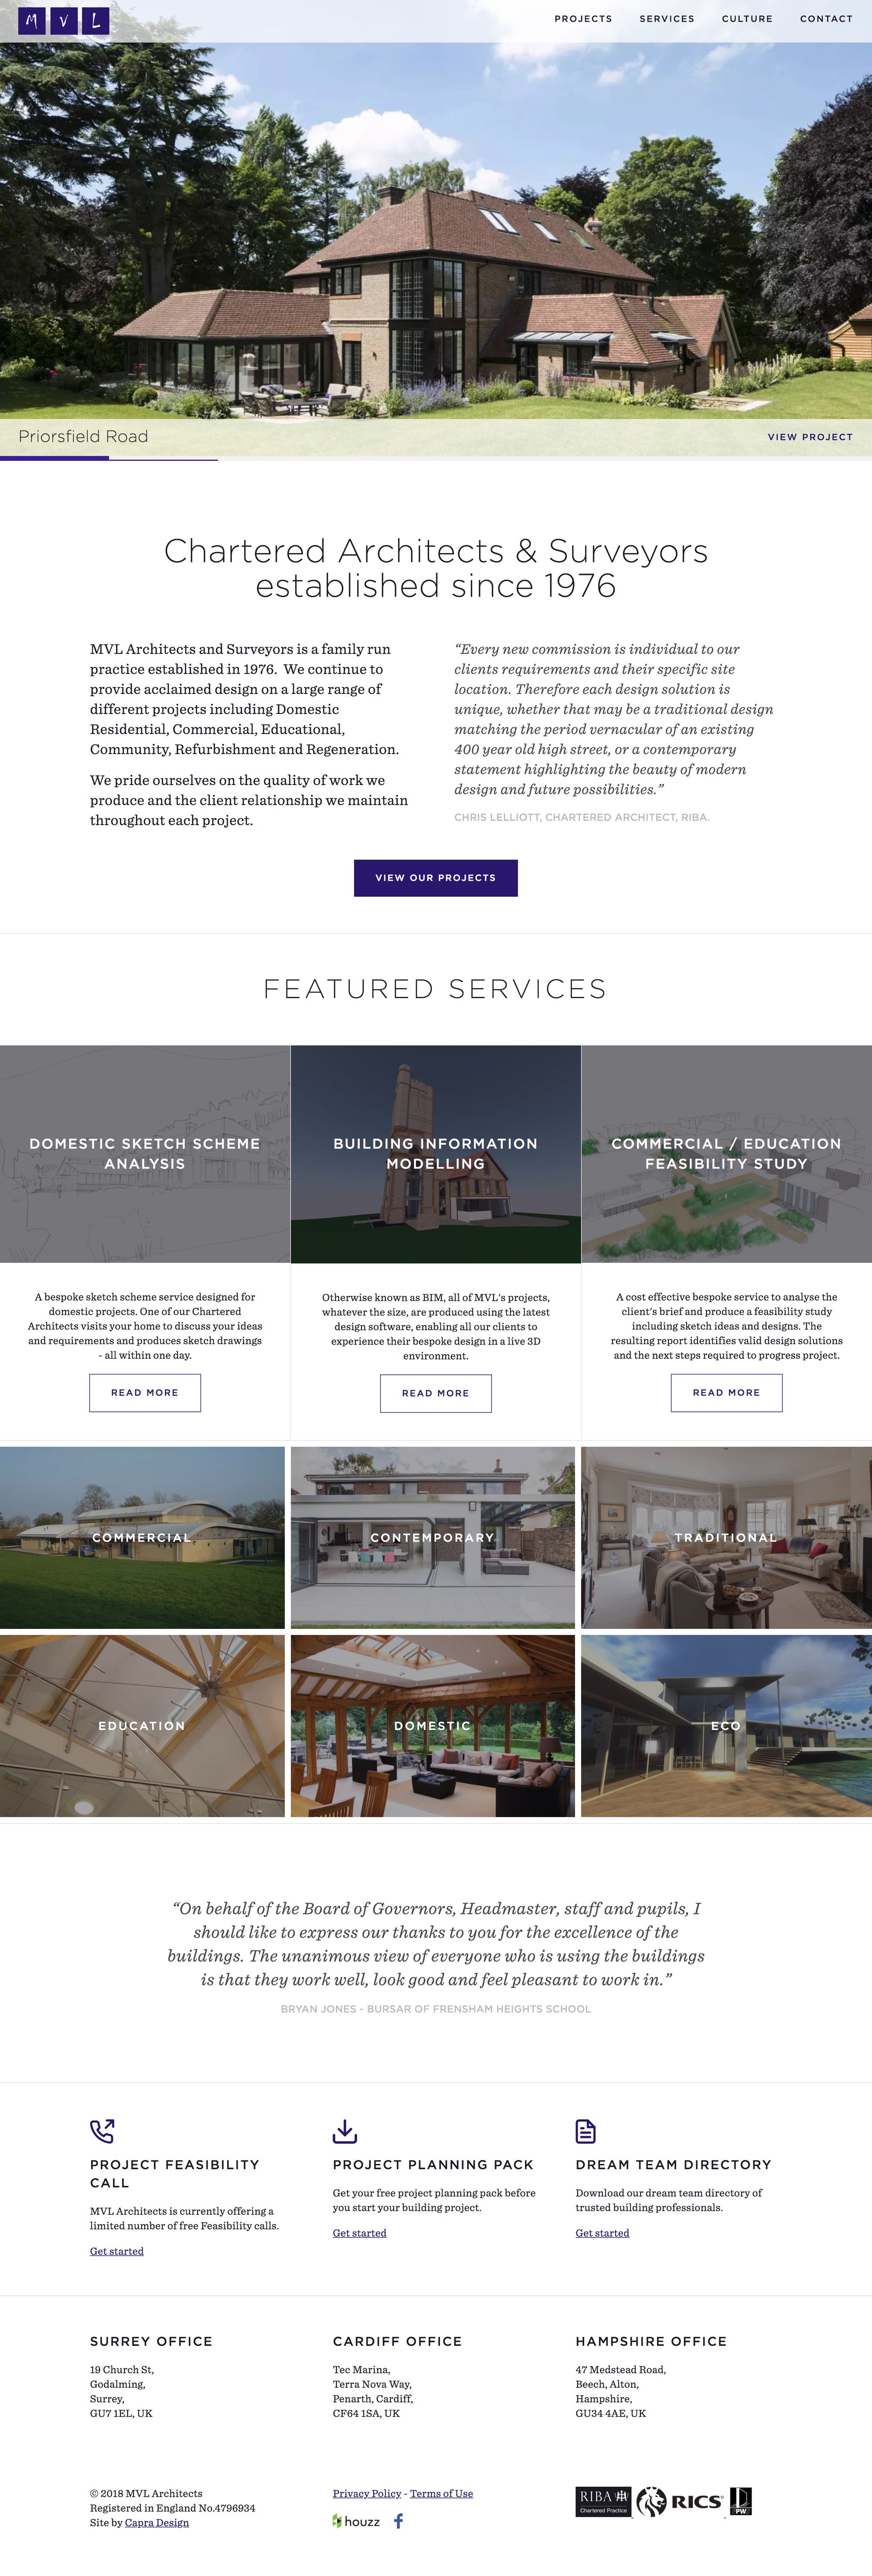 MVL
PROJECTS SERVICES CULTURE CONTACT
Priorsfield Road
VIEW PROJECT
Chartered Architects & Surveyors
established since 1976
MVL Architects and Surveyors is a family run
practice established in 1976.  We continue to
provide acclaimed design on a large range of
different projects including Domestic
Residential, Commercial, Educational,
Community, Refurbishment and Regeneration.
We pride ourselves on the quality of work we
produce and the client relationship we maintain
throughout each project.
“Every new commission is individual to our
clients requirements and their specific site
location. Therefore each design solution is
unique, whether that may be a traditional design
matching the period vernacular of an existing
400 year old high street, or a contemporary
statement highlighting the beauty of modern
design and future possibilities.”
CHRIS LELLIOTT, CHARTERED ARCHITECT, RIBA.
VIEW OUR PROJECTS
FEATURED SERVICES
DOMESTIC SKETCH SCHEME
ANALYSIS
A bespoke sketch scheme service designed for
domestic projects. One of our Chartered
Architects visits your home to discuss your ideas
and requirements and produces sketch drawings
- all within one day.
READ MORE
BUILDING INFORMATION
MODELLING
Otherwise known as BIM, all of MVL's projects,
whatever the size, are produced using the latest
design software, enabling all our clients to
experience their bespoke design in a live 3D
environment.
READ MORE
COMMERCIAL / EDUCATION
FEASIBILITY STUDY
A cost effective bespoke service to analyse the
client's brief and produce a feasibility study
including sketch ideas and designs. The
resulting report identifies valid design solutions
and the next steps required to progress project.
READ MORE
COMMERCIAL
CONTEMPORARY
TRADITIONAL
EDUCATION
DOMESTIC
ECO
“On behalf of the Board of Governors, Headmaster, staff and pupils, I
should like to express our thanks to you for the excellence of the
buildings. The unanimous view of everyone who is using the buildings
is that they work well, look good and feel pleasant to work in.”
BRYAN JONES - BURSAR OF FRENSHAM HEIGHTS SCHOOL
PROJECT FEASIBILITY
CALL
MVL Architects is currently offering a
limited number of free Feasibility calls.
Get started
PROJECT PLANNING PACK
Get your free project planning pack before
you start your building project.
Get started
DREAM TEAM DIRECTORY
Download our dream team directory of
trusted building professionals.
Get started
SURREY OFFICE
19 Church St,
Godalming,
Surrey,
GU7 1EL, UK
CARDIFF OFFICE
Tec Marina,
Terra Nova Way,
Penarth, Cardiff,
CF64 1SA, UK
HAMPSHIRE OFFICE
47 Medstead Road,
Beech, Alton,
Hampshire,
GU34 4AE, UK
© 2018 MVL Architects
Registered in England No.4796934
Site by Capra Design
Privacy Policy - Terms of Use
houzz
RIBA
Chartered Practice
RICS
PW